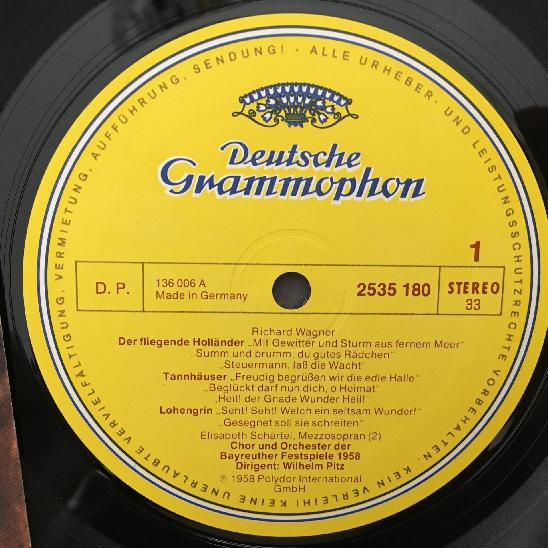 KEINE UNERLAUBTE VERVIELFÄLTIGUNG, VERMIETUNG, AUFFÜHRUNG, SENDUNG! - ALLE URHEBER- UND LEISTUNGSSCHUTZRECHTE VORBEHALTEN. KEIN VERLEIH!
Deutsche
Grammophon
1
D. P.
136 006 A
Made in Germany
2535 180
STEREO
33
Richard Wagner
Der fliegende Holländer „Mit Gewitter und Sturm aus fernem Meer"
„Summ und brumm, du gutes Rädchen"
„Steuermann, laß die Wacht"
Tannhäuser „Freudig begrüßen wir die edle Halle"
„Beglückt darf nun dich, o Heimat"
„Heil! der Gnade Wunder Heil!"
Lohengrin „Seht! Seht! Welch ein seltsam Wunder!"
„Gesegnet soll sie schreiten"
Elisabeth Schärtel, Mezzosopran (2)
Chor und Orchester der
Bayreuther Festspiele 1958
Dirigent: Wilhelm Pitz
℗ 1958 Polydor International
GmbH